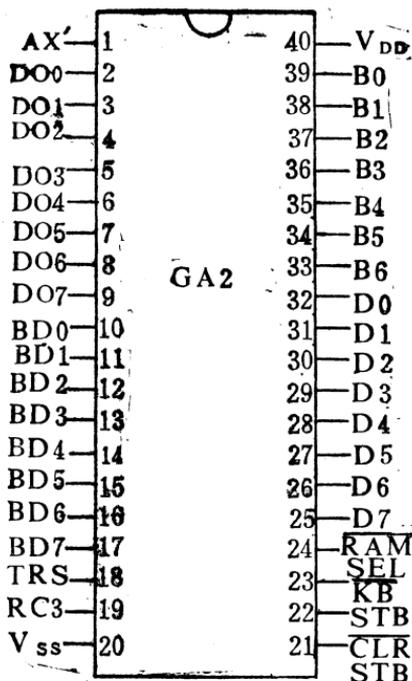 AX' 1 40 VDD
DO0 2 39 B0
DO1 3 38 B1
DO2 4 37 B2
DO3 5 36 B3
DO4 6 35 B4
DO5 7 34 B5
DO6 8 33 B6
GA2
DO7 9 32 D0
BD0 10 31 D1
BD1 11 30 D2
BD2 12 29 D3
BD3 13 28 D4
BD4 14 27 D5
BD5 15 26 D6
BD6 16 25 D7
BD7 17 24 RAM
SEL
TRS 18 23 KB
RC3 19 22 STB
Vss 20 21 CLR
STB